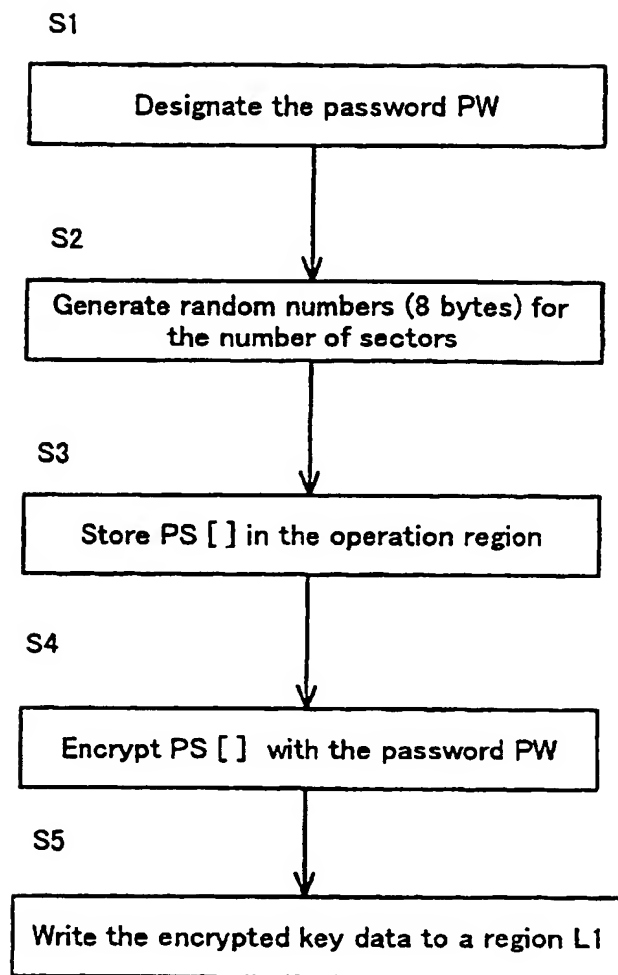 S1
Designate the password PW
S2
Generate random numbers (8 bytes) for
the number of sectors
S3
Store PS [ ] in the operation region
S4
Encrypt PS [ ] with the password PW
S5
Write the encrypted key data to a region L1